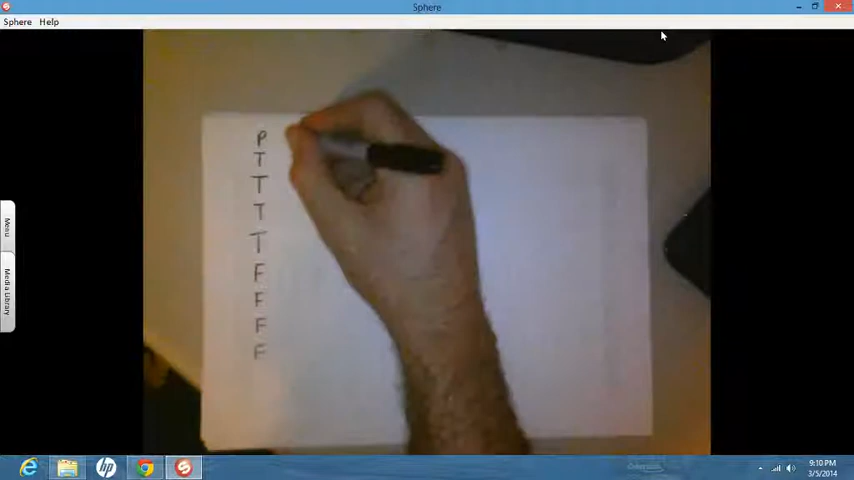 Sphere
Sphere Help
P
T
T
T
T
F
F
F
F
Menu
Media Library
9:10 PM
3/5/2014